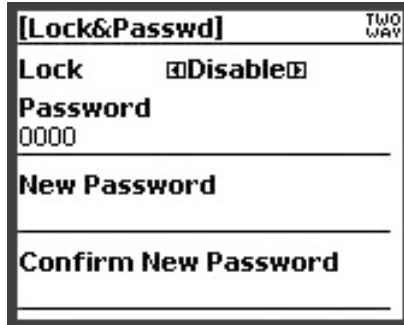 [Lock&Passwd] TWO WAY
Lock Disable
Password
0000
New Password
Confirm New Password